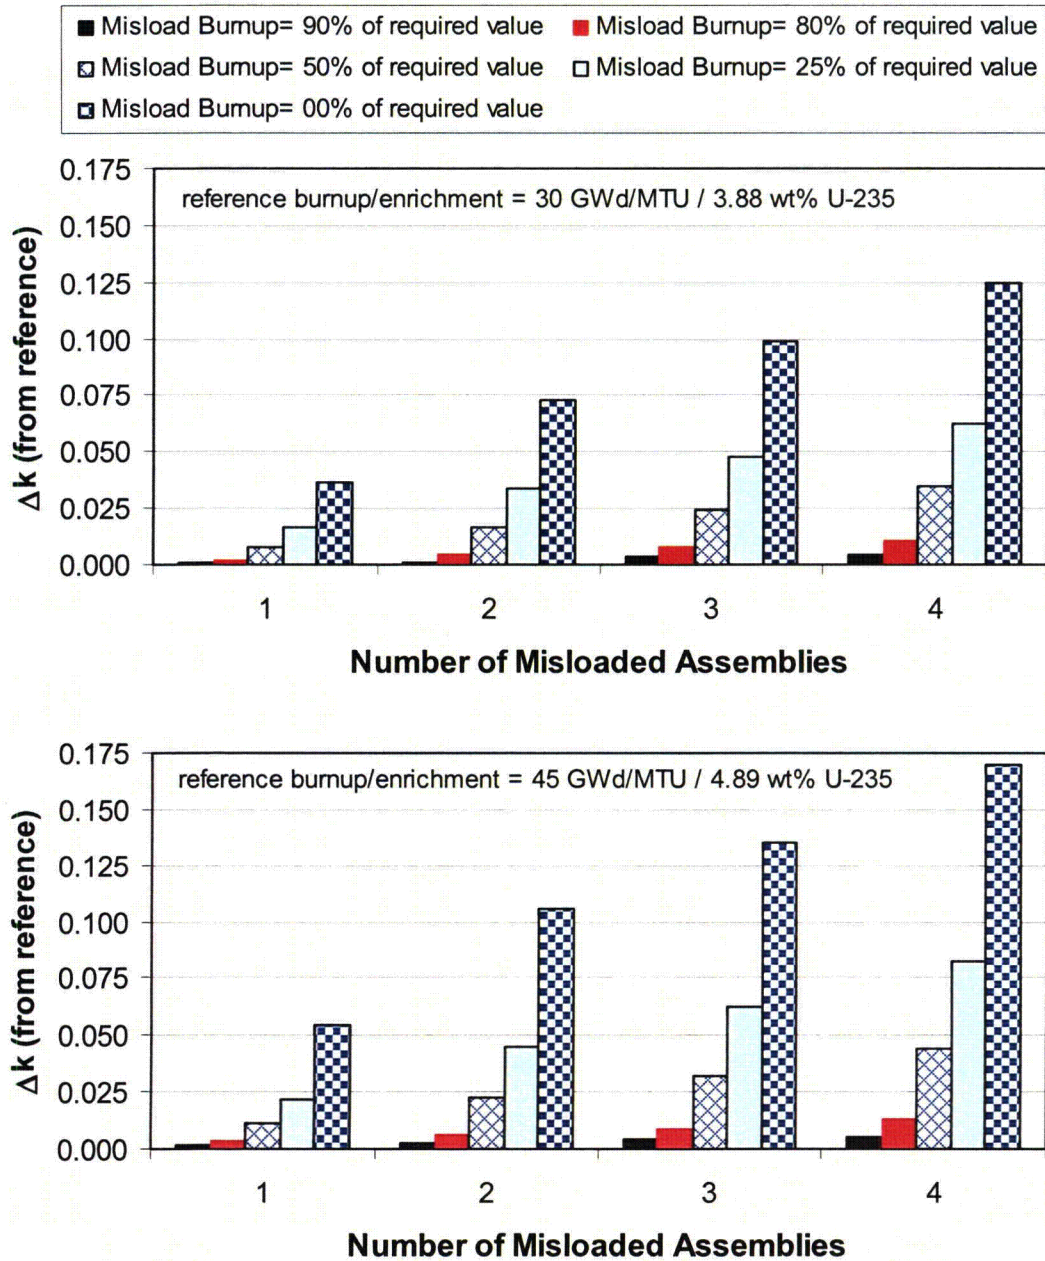 Misload Burnup= 90% of required value
Misload Burnup= 80% of required value
Misload Burnup= 50% of required value
Misload Burnup= 25% of required value
Misload Burnup= 00% of required value
0.175
0.150
0.125
0.100
0.075
0.050
0.025
0.000
Δk (from reference)
reference burnup/enrichment = 30 GWd/MTU / 3.88 wt% U-235
1 2 3 4
Number of Misloaded Assemblies
0.175
0.150
0.125
0.100
0.075
0.050
0.025
0.000
Δk (from reference)
reference burnup/enrichment = 45 GWd/MTU / 4.89 wt% U-235
1 2 3 4
Number of Misloaded Assemblies